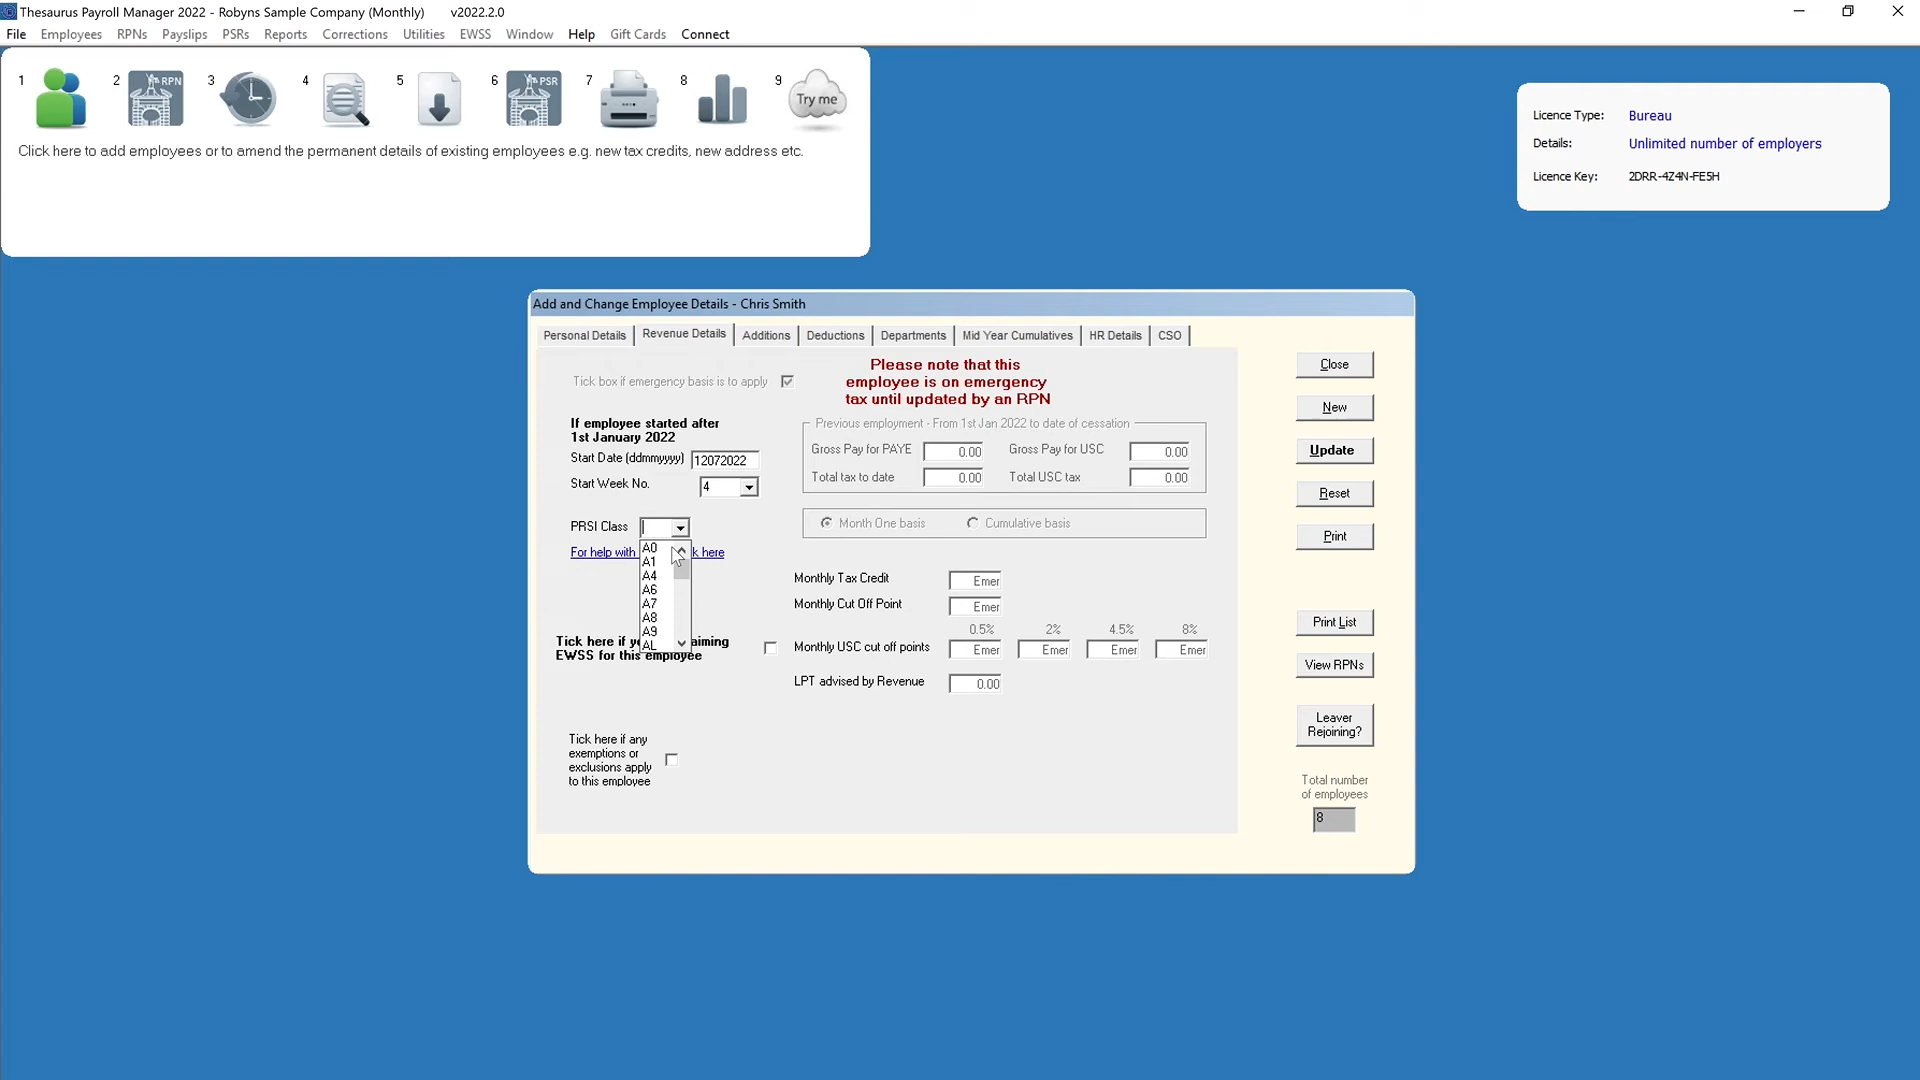 Thesaurus Payroll Manager 2022 - Robyns Sample Company (Monthly) v2022.2.0
File Employees RPNs Payslips PSRs Reports Corrections Utilities EWSS Window Help Gift Cards Connect
1 2 RPN 3 4 5 6 PSR 7 8 9 Try me
Click here to add employees or to amend the permanent details of existing employees e.g. new tax credits, new address etc.
Licence Type: Bureau
Details: Unlimited number of employers
Licence Key: 2DRR-4Z4N-FE5H
Add and Change Employee Details - Chris Smith
Personal Details Revenue Details Additions Deductions Departments Mid Year Cumulatives HR Details CSO
Tick box if emergency basis is to apply
Please note that this
employee is on emergency
tax until updated by an RPN
If employee started after
1st January 2022
Start Date (ddmmyyyy) 12072022
Start Week No. 4
PRSI Class
For help with k here
A0
A1
A4
A6
A7
A8
A9
AL
Tick here if y aiming
EWSS for this employee
Tick here if any
exemptions or
exclusions apply
to this employee
Previous employment - From 1st Jan 2022 to date of cessation
Gross Pay for PAYE 0.00 Gross Pay for USC 0.00
Total tax to date 0.00 Total USC tax 0.00
Month One basis Cumulative basis
Monthly Tax Credit Emer
Monthly Cut Off Point Emer
0.5% 2% 4.5% 8%
Monthly USC cut off points Emer Emer Emer Emer
LPT advised by Revenue 0.00
Close
New
Update
Reset
Print
Print List
View RPNs
Leaver
Rejoining?
Total number
of employees
8